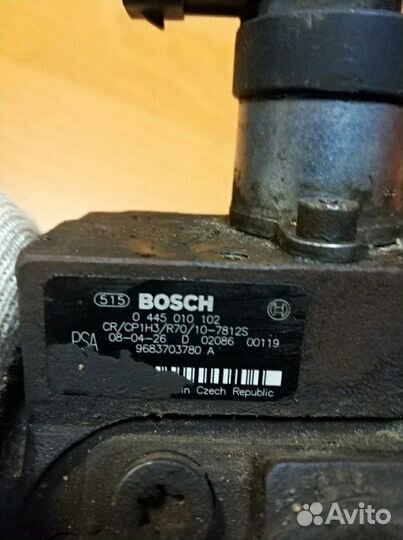 515 BOSCH
0 445 010 102
CR/CP1H3/R70/10-7812S
PSA 08-04-26 D 02086 00119
9683703780 A
in Czech Republic
Avito